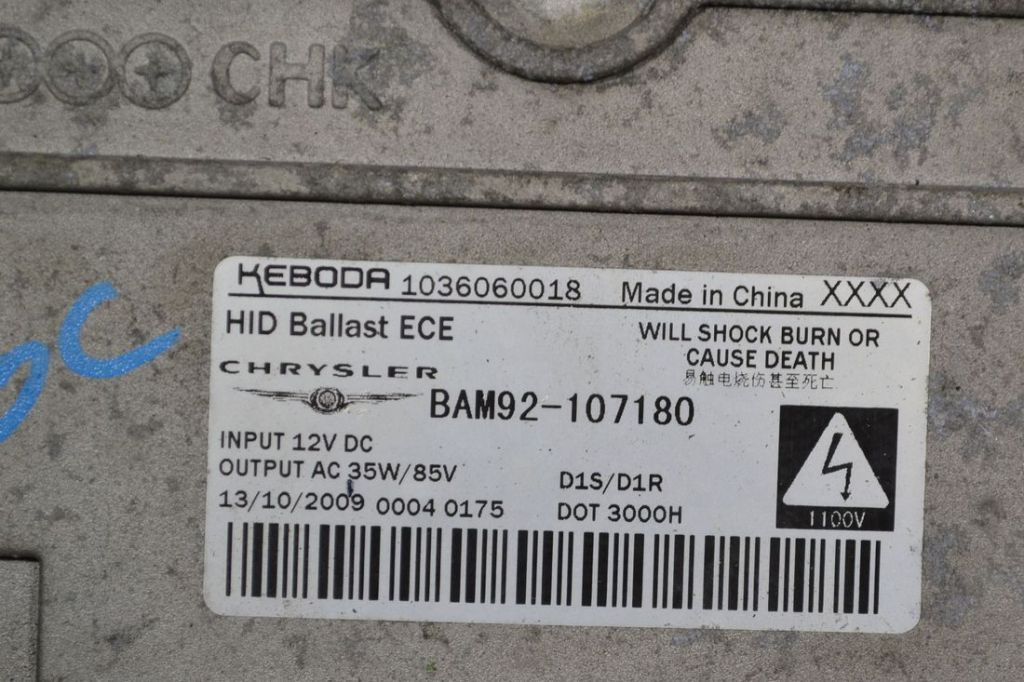 CHK
KEBODA 1036060018 Made in China XXXX
HID Ballast ECE
WILL SHOCK BURN OR
CAUSE DEATH
易触电烧伤甚至死亡
CHRYSLER
BAM92-107180
INPUT 12V DC
OUTPUT AC 35W/85V
D1S/D1R
13/10/2009 0004 0175
DOT 3000H
1100V